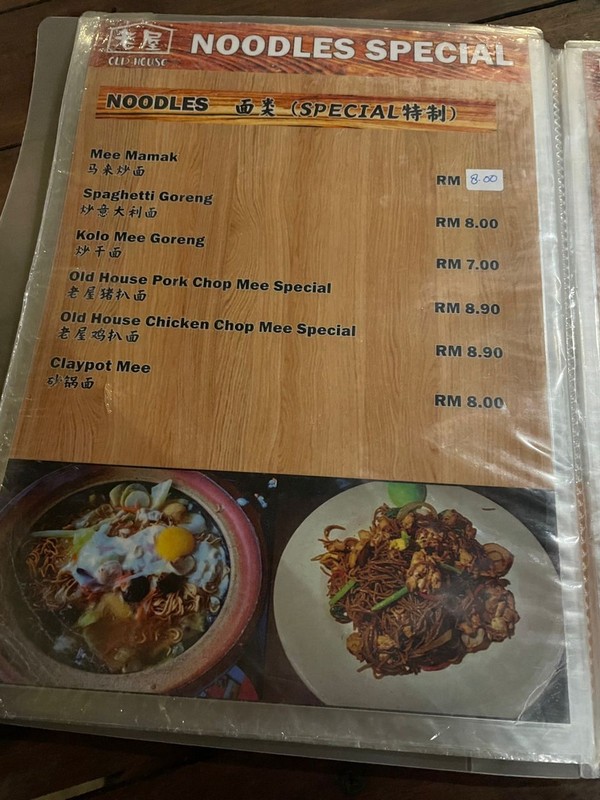 老屋
OLD HOUSE
NOODLES SPECIAL
NOODLES 面类 (SPECIAL特制)
Mee Mamak
马来炒面
RM 8.00
Spaghetti Goreng
炒意大利面
RM 8.00
Kolo Mee Goreng
炒干面
RM 7.00
Old House Pork Chop Mee Special
老屋猪扒面
RM 8.90
Old House Chicken Chop Mee Special
老屋鸡扒面
RM 8.90
Claypot Mee
砂锅面
RM 8.00